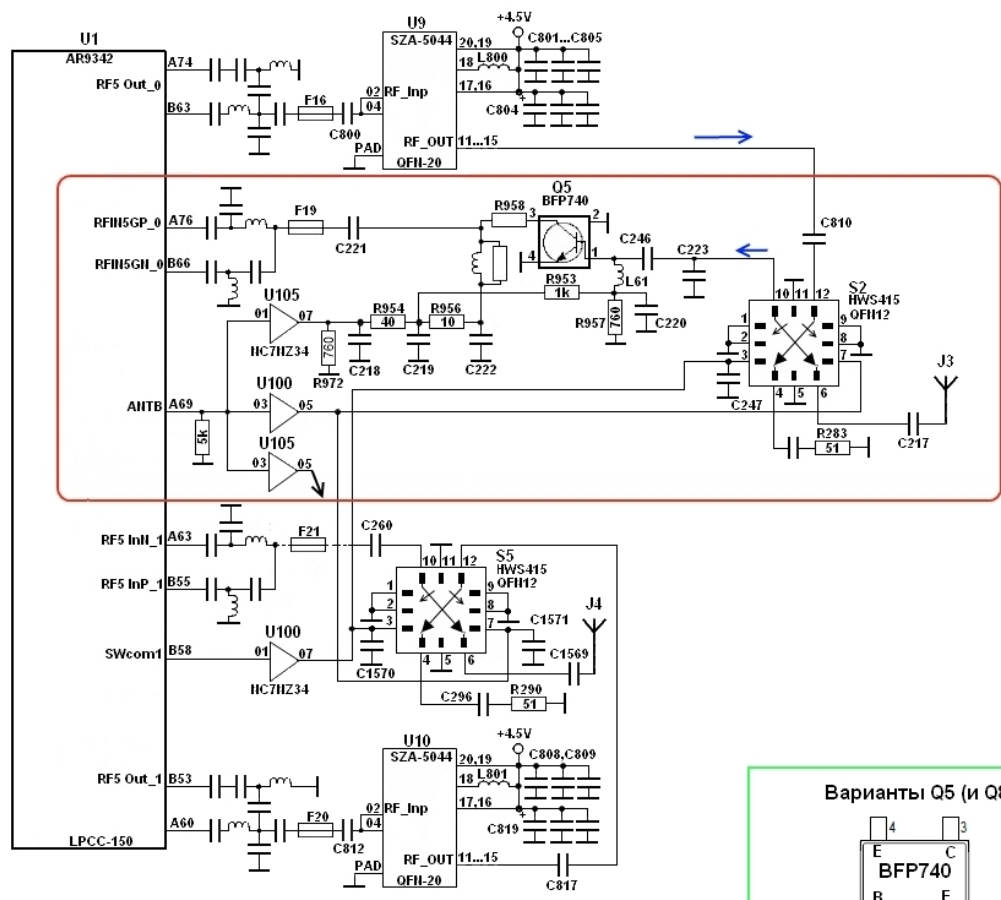 U1
AR9342
RF5 Out_0
A74
B63
F16
C800
U9
SZA-5044
02
RF_Inp
04
PAD
RF_OUT
QFN-20
20,19
18
L800
17,16
11...15
+4.5V
C801...C805
C804
RFIN5GP_0
A76
F19
C221
RFIN5GN_0
B66
R958
3
Q5
BFP740
2
4
1
C246
C223
L61
R953
1k
R957
760
C220
C810
U105
01
07
NC7NZ34
760
R972
C218
R954
40
C219
R956
10
C222
S2
HWS415
QFN12
10
11
12
1
2
3
9
8
7
4
5
6
C247
R283
51
C217
J3
ANTB
A69
5k
U100
03
05
U105
03
05
RF5 InN_1
A63
F21
C260
RF5 InP_1
B55
S5
HWS415
QFN12
10
11
12
1
2
3
9
8
7
4
5
6
C1570
C1571
C1569
J4
C296
R290
51
SWcom1
B58
U100
01
07
NC7NZ34
RF5 Out_1
B53
A60
F20
C812
LPCC-150
U10
SZA-5044
02
RF_Inp
04
PAD
RF_OUT
QFN-20
20,19
18
L801
17,16
11...15
+4.5V
C808,C809
C819
C817
Варианты Q5 (и Q8
4
3
E
C
BFP740
B
E